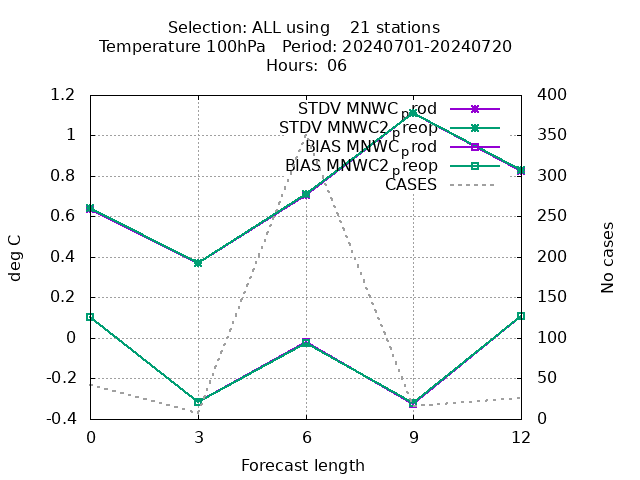 Selection: ALL using    21 stations
Temperature 100hPa   Period: 20240701-20240720
Hours: 06
1.2
1
0.8
0.6
0.4
0.2
0
-0.2
-0.4
400
350
300
250
200
150
100
50
0
STDV MNWC_prod
STDV MNWC2_preop
BIAS MNWC_prod
BIAS MNWC2_preop
CASES
deg C
No cases
0 3 6 9 12
Forecast length